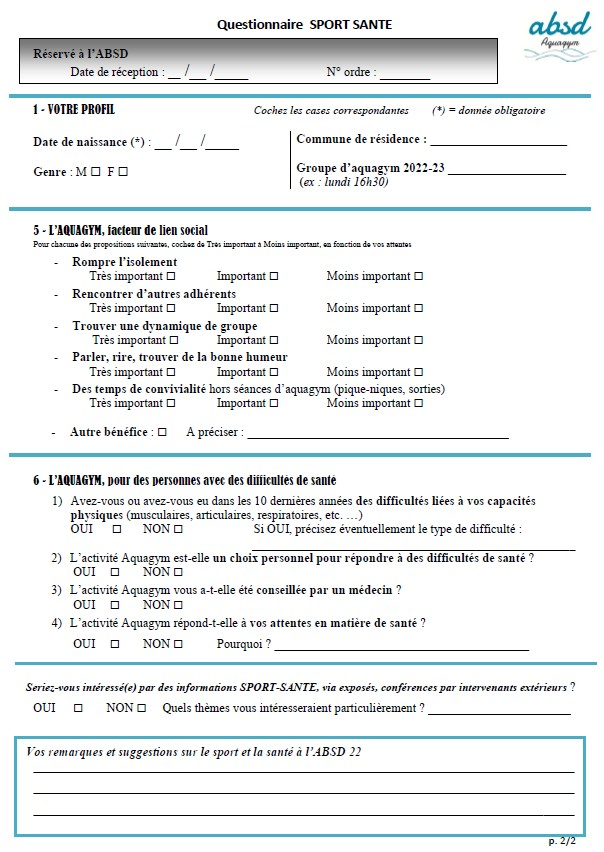 Questionnaire SPORT SANTE
absd
Aquagym
Réservé à l'ABSD
Date de réception : __ /__ /_____ N° ordre : ________
1 - VOTRE PROFIL Cochez les cases correspondantes (*) = donnée obligatoire
Date de naissance (*) : ___ /___ /_____
Genre : M ☐ F ☐
Commune de résidence : ______________________
Groupe d'aquagym 2022-23 ___________________
(ex : lundi 16h30)
5 - L'AQUAGYM, facteur de lien social
Pour chacune des propositions suivantes, cochez de Très important à Moins important, en fonction de vos attentes
- Rompre l'isolement
Très important ☐ Important ☐ Moins important ☐
- Rencontrer d'autres adhérents
Très important ☐ Important ☐ Moins important ☐
- Trouver une dynamique de groupe
Très important ☐ Important ☐ Moins important ☐
- Parler, rire, trouver de la bonne humeur
Très important ☐ Important ☐ Moins important ☐
- Des temps de convivialité hors séances d'aquagym (pique-niques, sorties)
Très important ☐ Important ☐ Moins important ☐
- Autre bénéfice : ☐ A préciser : __________________________________________
6 - L'AQUAGYM, pour des personnes avec des difficultés de santé
1) Avez-vous ou avez-vous eu dans les 10 dernières années des difficultés liées à vos capacités
physiques (musculaires, articulaires, respiratoires, etc. …)
OUI ☐ NON ☐ Si OUI, précisez éventuellement le type de difficulté :
2) L'activité Aquagym est-elle un choix personnel pour répondre à des difficultés de santé ?
OUI ☐ NON ☐
3) L'activité Aquagym vous a-t-elle été conseillée par un médecin ?
OUI ☐ NON ☐
4) L'activité Aquagym répond-t-elle à vos attentes en matière de santé ?
OUI ☐ NON ☐ Pourquoi ? _________________________________________
Seriez-vous intéressé(e) par des informations SPORT-SANTE, via exposés, conférences par intervenants extérieurs ?
OUI ☐ NON ☐ Quels thèmes vous intéresseraient particulièrement ? _______________________
Vos remarques et suggestions sur le sport et la santé à l'ABSD 22
p. 2/2